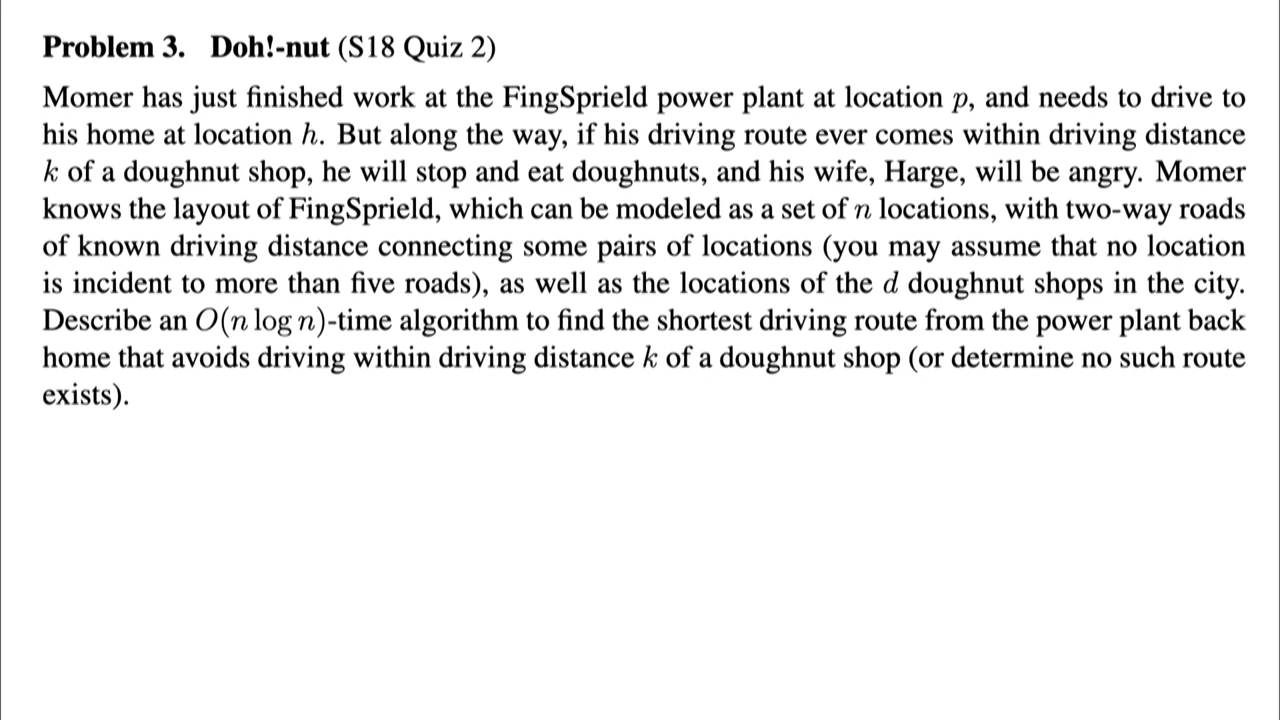 Problem 3. Doh!-nut (S18 Quiz 2)
Momer has just finished work at the FingSprield power plant at location p, and needs to drive to
his home at location h. But along the way, if his driving route ever comes within driving distance
k of a doughnut shop, he will stop and eat doughnuts, and his wife, Harge, will be angry. Momer
knows the layout of FingSprield, which can be modeled as a set of n locations, with two-way roads
of known driving distance connecting some pairs of locations (you may assume that no location
is incident to more than five roads), as well as the locations of the d doughnut shops in the city.
Describe an O(n log n)-time algorithm to find the shortest driving route from the power plant back
home that avoids driving within driving distance k of a doughnut shop (or determine no such route
exists).